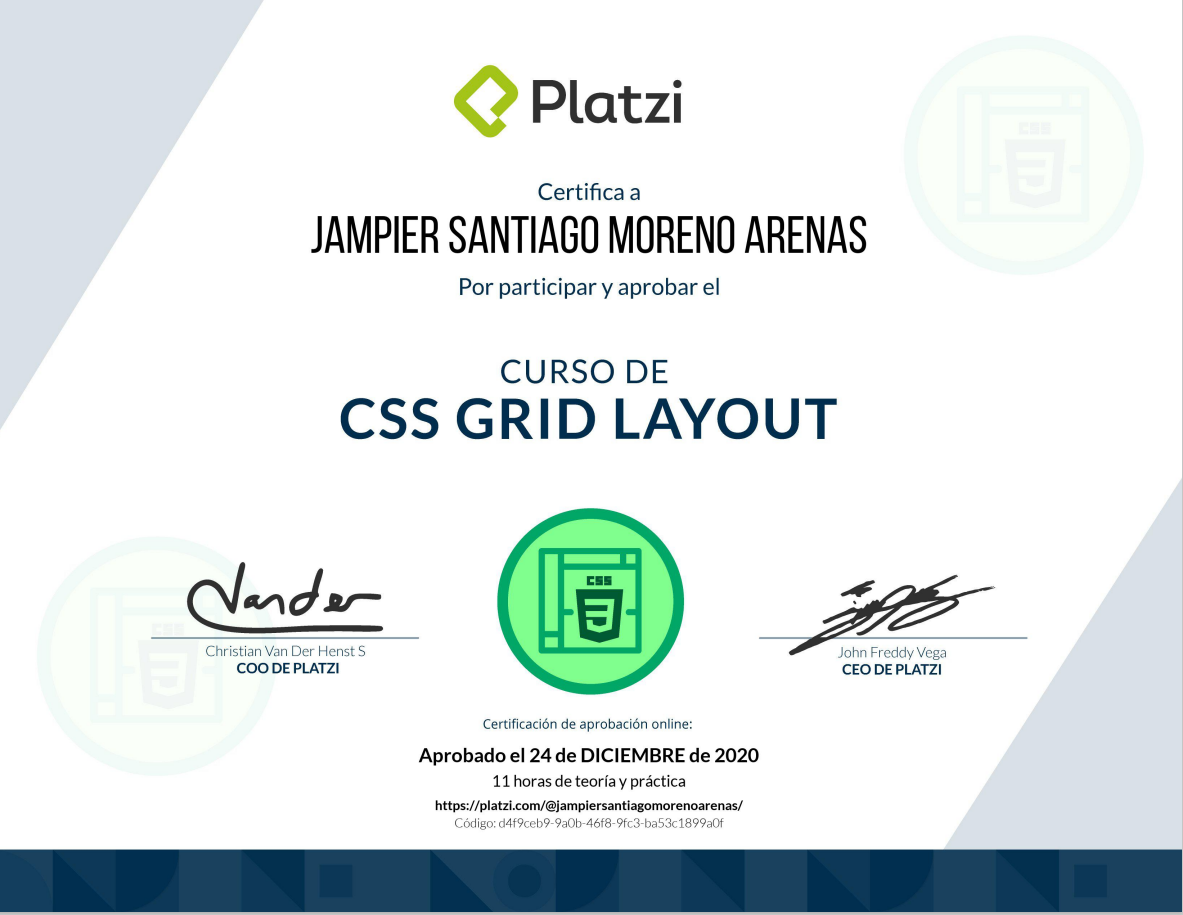 Platzi
CSS
Certifica a
JAMPIER SANTIAGO MORENO ARENAS
Por participar y aprobar el
CURSO DE
CSS GRID LAYOUT
CSS
Vander
CSS
Christian Van Der Henst S
COO DE PLATZI
John Freddy Vega
CEO DE PLATZI
Certificación de aprobación online:
Aprobado el 24 de DICIEMBRE de 2020
11 horas de teoría y práctica
https://platzi.com/@jampiersantiagomorenoarenas/
Código: d4f9ceb9-9a0b-46f8-9fc3-ba53c1899a0f